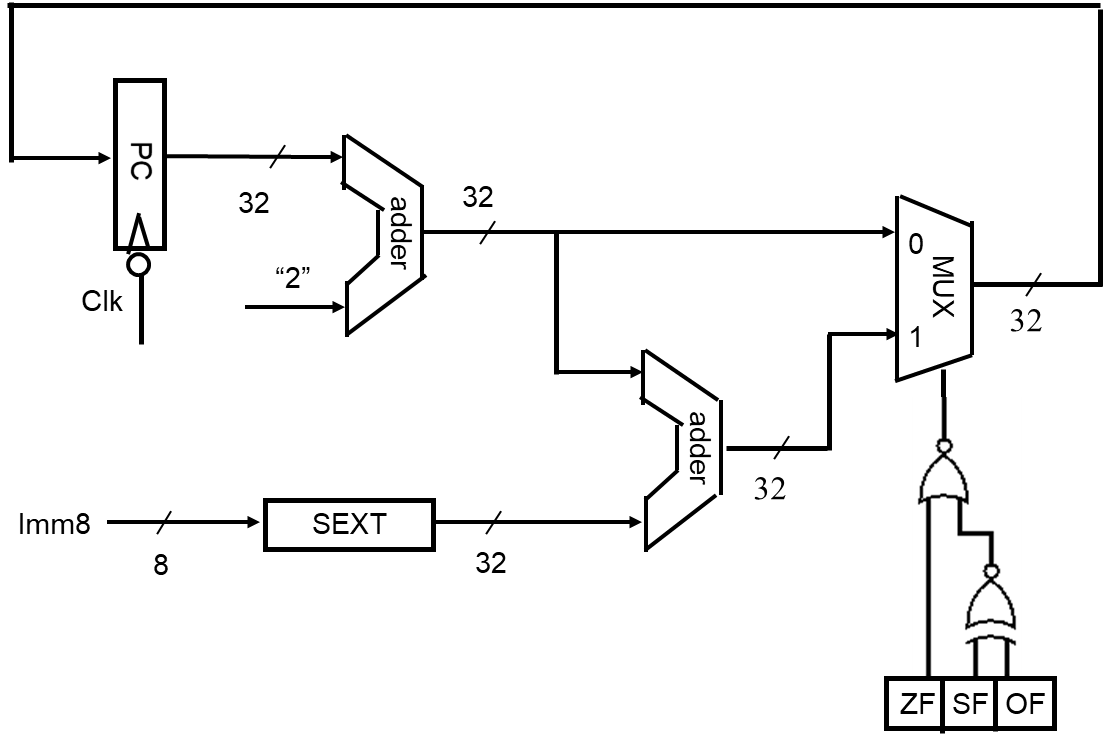 PC
32
Clk
adder
"2"
32
0
MUX
1
32
adder
32
Imm8
8
SEXT
32
ZF SF OF